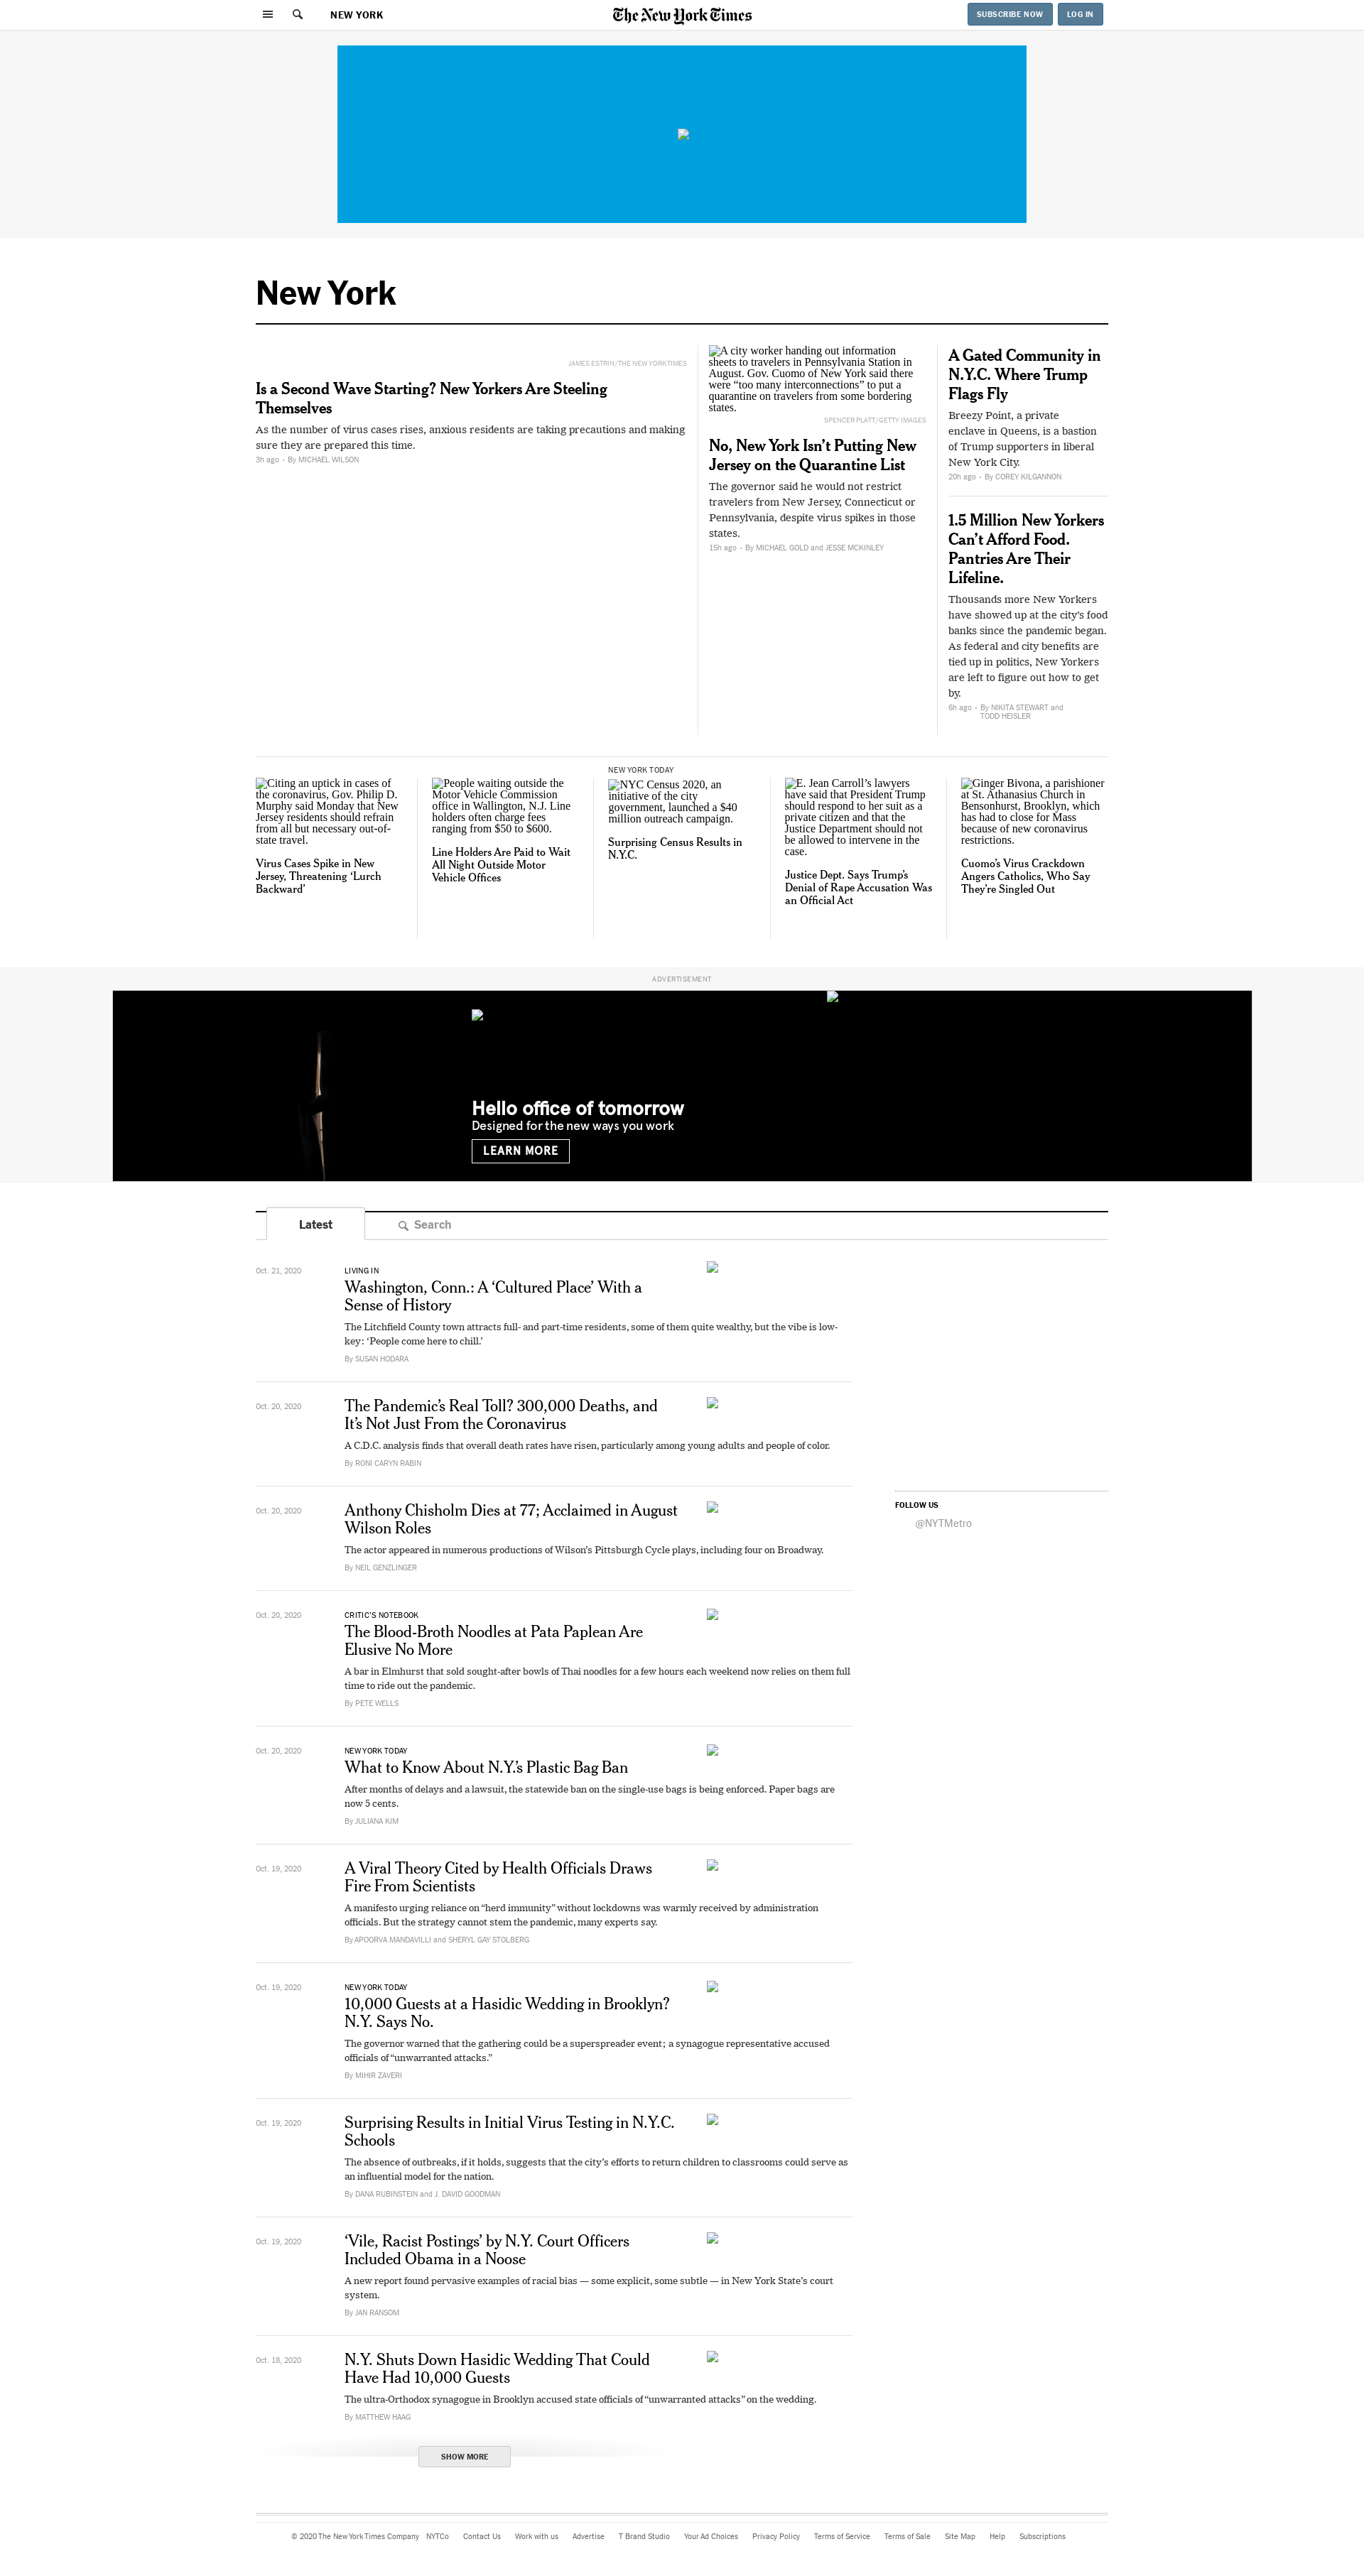 NEW YORK
The New York Times
SUBSCRIBE NOW
LOG IN
New York
JAMES ESTRIN/THE NEW YORK TIMES
Is a Second Wave Starting? New Yorkers Are Steeling
Themselves
As the number of virus cases rises, anxious residents are taking precautions and making
sure they are prepared this time.
3h ago • By MICHAEL WILSON
A city worker handing out information
sheets to travelers in Pennsylvania Station in
August. Gov. Cuomo of New York said there
were “too many interconnections” to put a
quarantine on travelers from some bordering
states.
SPENCER PLATT/GETTY IMAGES
No, New York Isn’t Putting New
Jersey on the Quarantine List
The governor said he would not restrict
travelers from New Jersey, Connecticut or
Pennsylvania, despite virus spikes in those
states.
15h ago • By MICHAEL GOLD and JESSE MCKINLEY
A Gated Community in
N.Y.C. Where Trump
Flags Fly
Breezy Point, a private
enclave in Queens, is a bastion
of Trump supporters in liberal
New York City.
20h ago • By COREY KILGANNON
1.5 Million New Yorkers
Can’t Afford Food.
Pantries Are Their
Lifeline.
Thousands more New Yorkers
have showed up at the city’s food
banks since the pandemic began.
As federal and city benefits are
tied up in politics, New Yorkers
are left to figure out how to get
by.
6h ago • By NIKITA STEWART and
TODD HEISLER
Citing an uptick in cases of
the coronavirus, Gov. Philip D.
Murphy said Monday that New
Jersey residents should refrain
from all but necessary out-of-
state travel.
Virus Cases Spike in New
Jersey, Threatening ‘Lurch
Backward’
People waiting outside the
Motor Vehicle Commission
office in Wallington, N.J. Line
holders often charge fees
ranging from $50 to $600.
Line Holders Are Paid to Wait
All Night Outside Motor
Vehicle Offices
NEW YORK TODAY
NYC Census 2020, an
initiative of the city
government, launched a $40
million outreach campaign.
Surprising Census Results in
N.Y.C.
E. Jean Carroll’s lawyers
have said that President Trump
should respond to her suit as a
private citizen and that the
Justice Department should not
be allowed to intervene in the
case.
Justice Dept. Says Trump’s
Denial of Rape Accusation Was
an Official Act
Ginger Bivona, a parishioner
at St. Athanasius Church in
Bensonhurst, Brooklyn, which
has had to close for Mass
because of new coronavirus
restrictions.
Cuomo’s Virus Crackdown
Angers Catholics, Who Say
They’re Singled Out
ADVERTISEMENT
Hello office of tomorrow
Designed for the new ways you work
LEARN MORE
Latest
Search
Oct. 21, 2020
LIVING IN
Washington, Conn.: A ‘Cultured Place’ With a
Sense of History
The Litchfield County town attracts full- and part-time residents, some of them quite wealthy, but the vibe is low-
key: ‘People come here to chill.’
By SUSAN HODARA
Oct. 20, 2020
The Pandemic’s Real Toll? 300,000 Deaths, and
It’s Not Just From the Coronavirus
A C.D.C. analysis finds that overall death rates have risen, particularly among young adults and people of color.
By RONI CARYN RABIN
Oct. 20, 2020
Anthony Chisholm Dies at 77; Acclaimed in August
Wilson Roles
The actor appeared in numerous productions of Wilson’s Pittsburgh Cycle plays, including four on Broadway.
By NEIL GENZLINGER
FOLLOW US
@NYTMetro
Oct. 20, 2020
CRITIC’S NOTEBOOK
The Blood-Broth Noodles at Pata Paplean Are
Elusive No More
A bar in Elmhurst that sold sought-after bowls of Thai noodles for a few hours each weekend now relies on them full
time to ride out the pandemic.
By PETE WELLS
Oct. 20, 2020
NEW YORK TODAY
What to Know About N.Y.’s Plastic Bag Ban
After months of delays and a lawsuit, the statewide ban on the single-use bags is being enforced. Paper bags are
now 5 cents.
By JULIANA KIM
Oct. 19, 2020
A Viral Theory Cited by Health Officials Draws
Fire From Scientists
A manifesto urging reliance on “herd immunity” without lockdowns was warmly received by administration
officials. But the strategy cannot stem the pandemic, many experts say.
By APOORVA MANDAVILLI and SHERYL GAY STOLBERG
Oct. 19, 2020
NEW YORK TODAY
10,000 Guests at a Hasidic Wedding in Brooklyn?
N.Y. Says No.
The governor warned that the gathering could be a superspreader event; a synagogue representative accused
officials of “unwarranted attacks.”
By MIHIR ZAVERI
Oct. 19, 2020
Surprising Results in Initial Virus Testing in N.Y.C.
Schools
The absence of outbreaks, if it holds, suggests that the city’s efforts to return children to classrooms could serve as
an influential model for the nation.
By DANA RUBINSTEIN and J. DAVID GOODMAN
Oct. 19, 2020
‘Vile, Racist Postings’ by N.Y. Court Officers
Included Obama in a Noose
A new report found pervasive examples of racial bias — some explicit, some subtle — in New York State’s court
system.
By JAN RANSOM
Oct. 18, 2020
N.Y. Shuts Down Hasidic Wedding That Could
Have Had 10,000 Guests
The ultra-Orthodox synagogue in Brooklyn accused state officials of “unwarranted attacks” on the wedding.
By MATTHEW HAAG
SHOW MORE
© 2020 The New York Times Company NYTCo Contact Us Work with us Advertise T Brand Studio Your Ad Choices Privacy Policy Terms of Service Terms of Sale Site Map Help Subscriptions